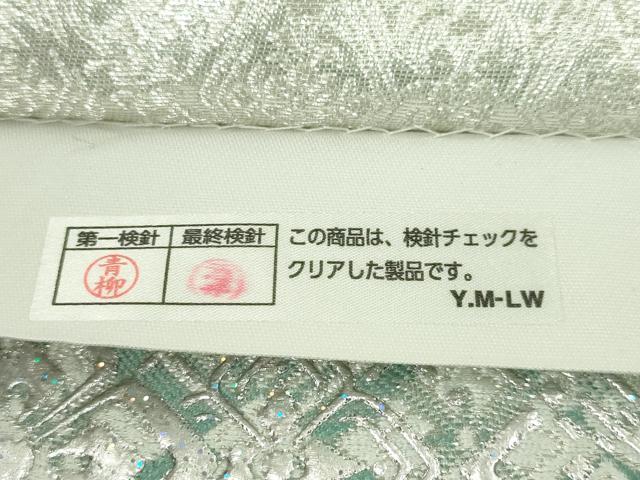 第一検針 最終検針
青柳
この商品は、検針チェックを
クリアした製品です。
Y.M-LW